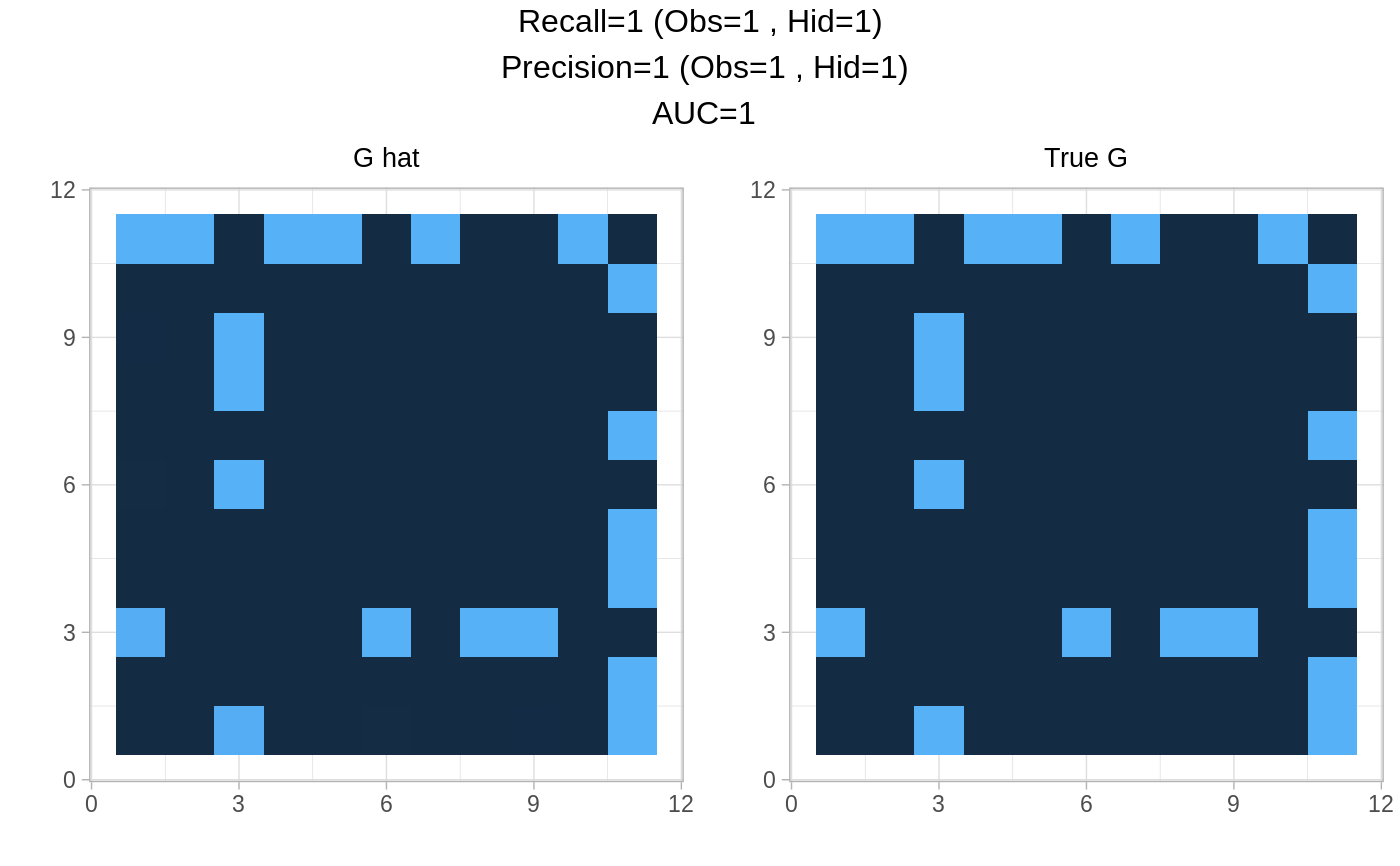 Recall=1 (Obs=1 , Hid=1)
Precision=1 (Obs=1 , Hid=1)
AUC=1
G hat
True G
12
9
6
3
0
0 3 6 9 12
12
9
6
3
0
0 3 6 9 12